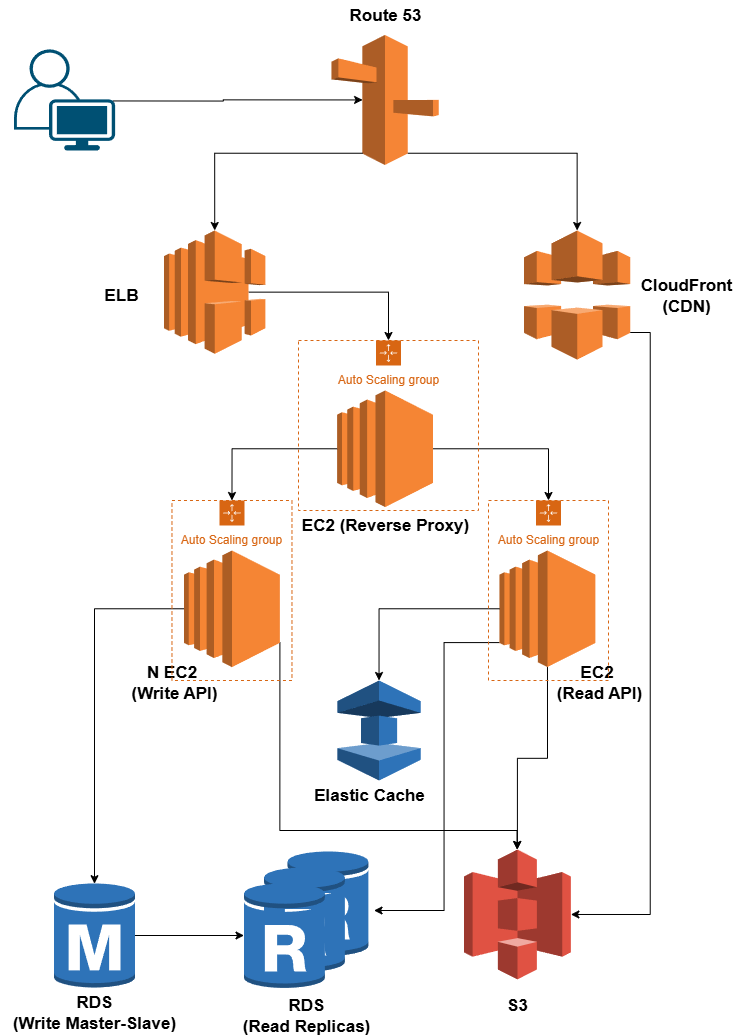 Route 53
ELB
CloudFront
(CDN)
Auto Scaling group
EC2 (Reverse Proxy)
Auto Scaling group
Auto Scaling group
N EC2
(Write API)
EC2
(Read API)
Elastic Cache
M
R
R
RDS
(Write Master-Slave)
RDS
(Read Replicas)
S3